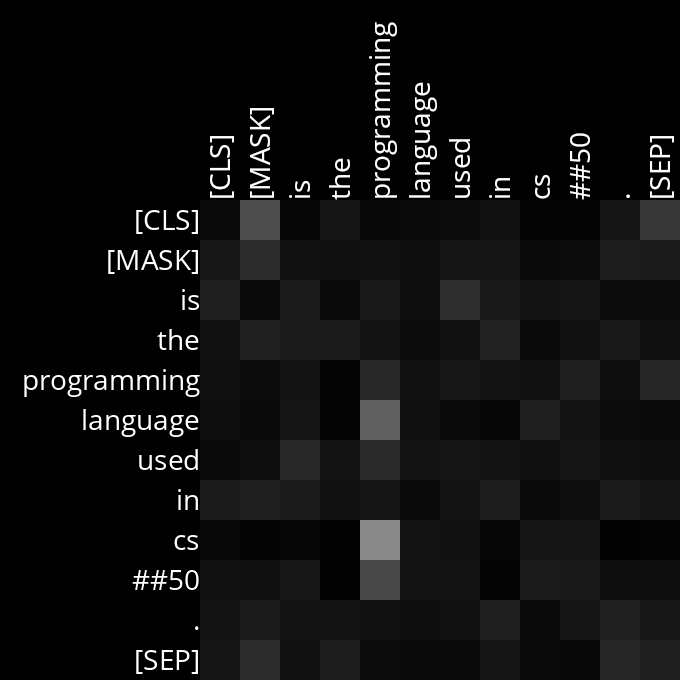 [CLS] [MASK] is the programming language used in cs ##50 . [SEP]
[CLS]
[MASK]
is
the
programming
language
used
in
cs
##50
.
[SEP]